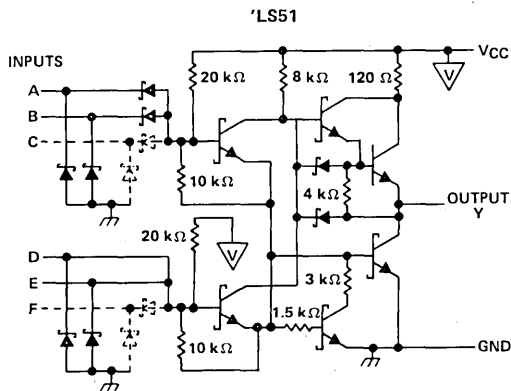 'LS51
INPUTS
VCC
20 kΩ
8 kΩ
120 Ω
V
A
B
C
10 kΩ
4 kΩ
OUTPUT
Y
20 kΩ
V
D
E
F
3 kΩ
1.5 kΩ
10 kΩ
GND